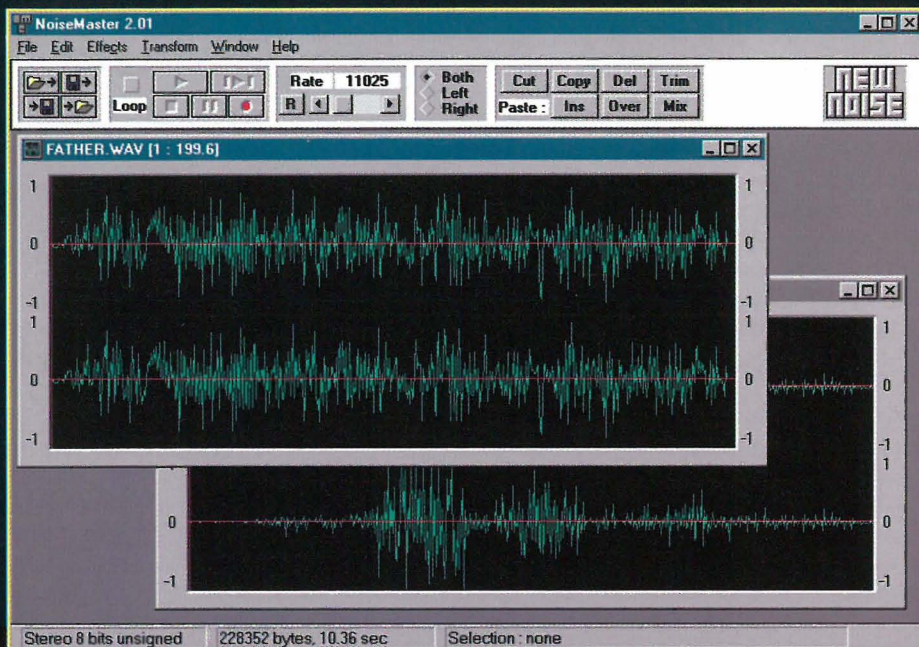 NoiseMaster 2.01
File Edit Effects Transform Window Help
Loop
Rate 11025
R
Both
Left
Right
Cut Copy Del Trim
Paste : Ins Over Mix
NEW
NOISE
FATHER.WAV [1 : 199.6]
1 1
0 0
-1 -1
1 1
0 0
-1 -1
1
0
-1
1
0 0
-1 -1
Stereo 8 bits unsigned 228352 bytes, 10.36 sec Selection : none